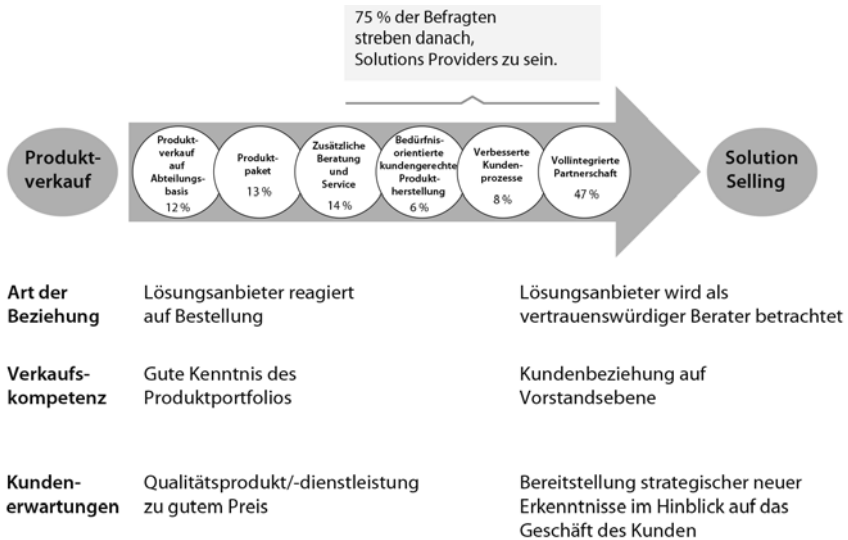 75 % der Befragten
streben danach,
Solutions Providers zu sein.
Produkt-
verkauf
Produkt-
verkauf
auf
Abteilungs-
basis
12 %
Produkt-
paket
13 %
Zusätzliche
Beratung
und
Service
14 %
Bedürfnis-
orientierte
kundengerechte
Produkt-
herstellung
6 %
Verbesserte
Kunden-
prozesse
8 %
Vollintegrierte
Partnerschaft
47 %
Solution
Selling
Art der
Beziehung
Lösungsanbieter reagiert
auf Bestellung
Lösungsanbieter wird als
vertrauenswürdiger Berater betrachtet
Verkaufs-
kompetenz
Gute Kenntnis des
Produktportfolios
Kundenbeziehung auf
Vorstandsebene
Kunden-
erwartungen
Qualitätsprodukt/-dienstleistung
zu gutem Preis
Bereitstellung strategischer neuer
Erkenntnisse im Hinblick auf das
Geschäft des Kunden